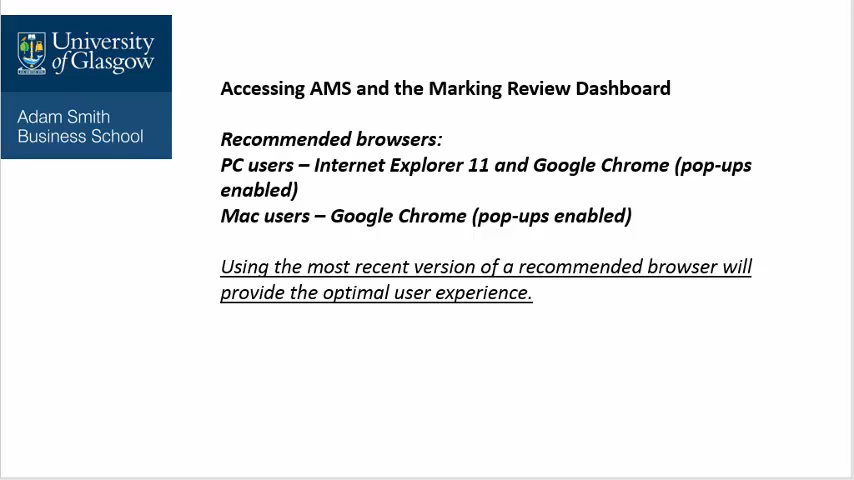 University
of Glasgow
Adam Smith
Business School
Accessing AMS and the Marking Review Dashboard
Recommended browsers:
PC users – Internet Explorer 11 and Google Chrome (pop-ups
enabled)
Mac users – Google Chrome (pop-ups enabled)
Using the most recent version of a recommended browser will
provide the optimal user experience.